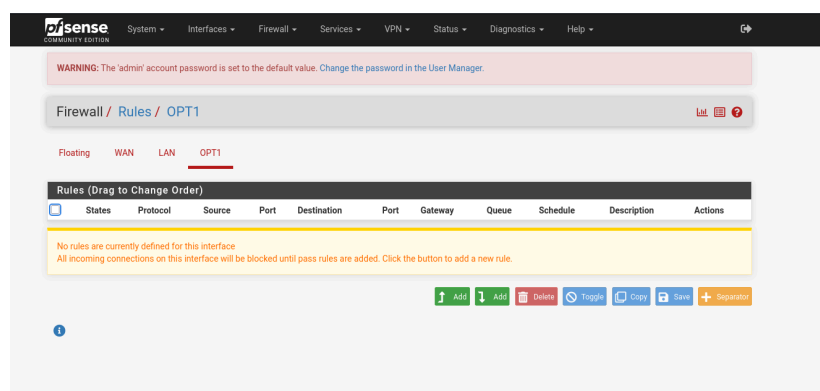 pfsense
COMMUNITY EDITION
System Interfaces Firewall Services VPN Status Diagnostics Help
WARNING: The 'admin' account password is set to the default value. Change the password in the User Manager.
Firewall / Rules / OPT1
Floating WAN LAN OPT1
Rules (Drag to Change Order)
States Protocol Source Port Destination Port Gateway Queue Schedule Description Actions
No rules are currently defined for this interface
All incoming connections on this interface will be blocked until pass rules are added. Click the button to add a new rule.
Add Add Delete Toggle Copy Save Separator